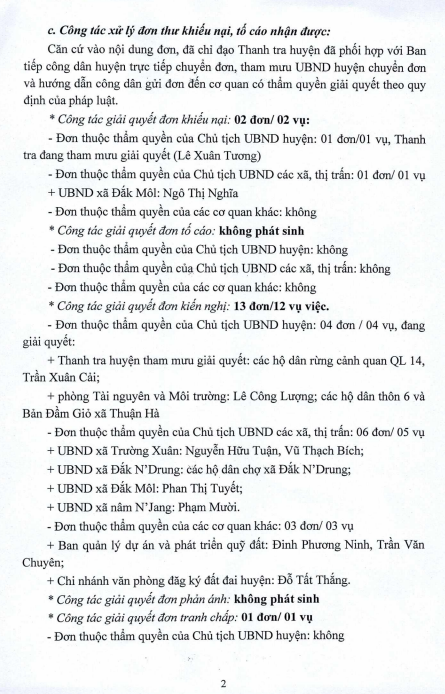 c. Công tác xử lý đơn thư khiếu nại, tố cáo nhận được:
Căn cứ vào nội dung đơn, đã chỉ đạo Thanh tra huyện đã phối hợp với Ban
tiếp công dân huyện trực tiếp chuyển đơn, tham mưu UBND huyện chuyển đơn
và hướng dẫn công dân gửi đơn đến cơ quan có thẩm quyền giải quyết theo quy
định của pháp luật.
* Công tác giải quyết đơn khiếu nại: 02 đơn/ 02 vụ:
- Đơn thuộc thẩm quyền của Chủ tịch UBND huyện: 01 đơn/01 vụ, Thanh
tra đang tham mưu giải quyết (Lê Xuân Tương)
- Đơn thuộc thẩm quyền của Chủ tịch UBND các xã, thị trấn: 01 đơn/ 01 vụ
+ UBND xã Đắk Môl: Ngô Thị Nghĩa
- Đơn thuộc thẩm quyền của các cơ quan khác: không
* Công tác giải quyết đơn tố cáo: không phát sinh
- Đơn thuộc thẩm quyền của Chủ tịch UBND huyện: không
- Đơn thuộc thẩm quyền của Chủ tịch UBND các xã, thị trấn: không
- Đơn thuộc thẩm quyền của các cơ quan khác: không
* Công tác giải quyết đơn kiến nghị: 13 đơn/12 vụ việc.
- Đơn thuộc thẩm quyền của Chủ tịch UBND huyện: 04 đơn / 04 vụ, đang
giải quyết:
+ Thanh tra huyện tham mưu giải quyết: các hộ dân rừng cảnh quan QL 14,
Trần Xuân Cải;
+ phòng Tài nguyên và Môi trường: Lê Công Lượng; các hộ dân thôn 6 và
Bản Đầm Giỏ xã Thuận Hà
- Đơn thuộc thẩm quyền của Chủ tịch UBND các xã, thị trấn: 06 đơn/ 05 vụ
+ UBND xã Trường Xuân: Nguyễn Hữu Tuận, Vũ Thạch Bích;
+ UBND xã Đắk N'Drung: các hộ dân chợ xã Đắk N'Drung;
+ UBND xã Đắk Môl: Phan Thị Tuyết;
+ UBND xã nâm N'Jang: Phạm Mười.
- Đơn thuộc thẩm quyền của các cơ quan khác: 03 đơn/ 03 vụ
+ Ban quản lý dự án và phát triển quỹ đất: Đinh Phương Ninh, Trần Văn
Chuyên;
+ Chi nhánh văn phòng đăg ký đất đai huyện: Đỗ Tất Thắng.
* Công tác giải quyết đơn phản ánh: không phát sinh
* Công tác giải quyết đơn tranh chấp: 01 đơn/ 01 vụ
- Đơn thuộc thẩm quyền của Chủ tịch UBND huyện: không
2